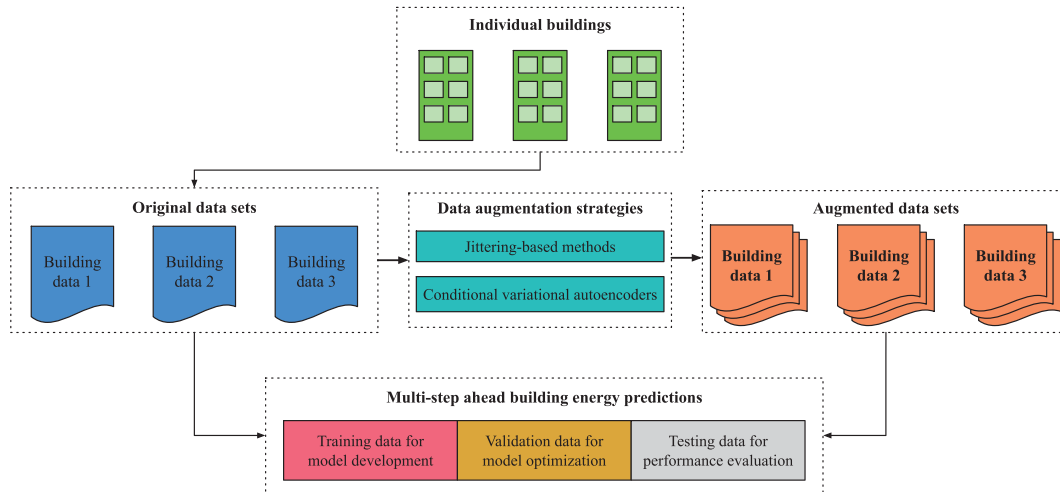 Individual buildings
Original data sets
Building
data 1
Building
data 2
Building
data 3
Data augmentation strategies
Jittering-based methods
Conditional variational autoencoders
Augmented data sets
Building
data 1
Building
data 2
Building
data 3
Multi-step ahead building energy predictions
Training data for
model development
Validation data for
model optimization
Testing data for
performance evaluation